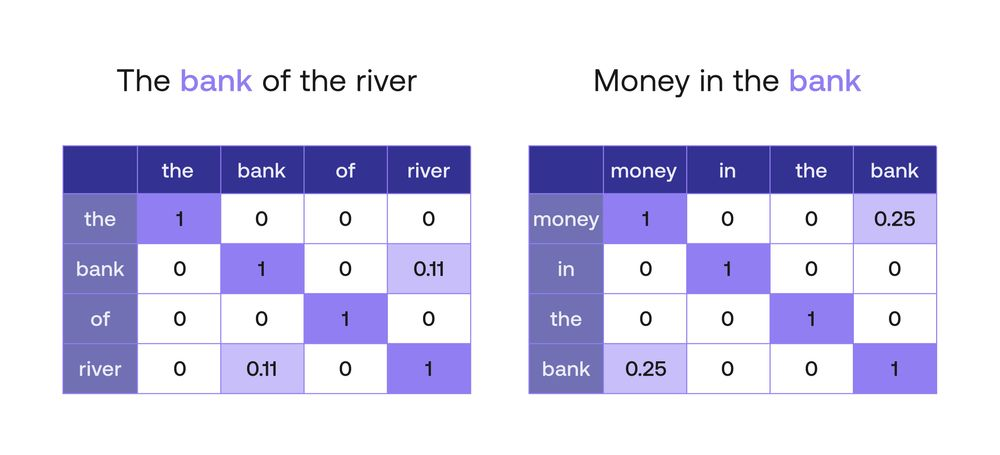 The bank of the river
the bank of river
the 1 0 0 0
bank 0 1 0 0.11
of 0 0 1 0
river 0 0.11 0 1
Money in the bank
money in the bank
money 1 0 0 0.25
in 0 1 0 0
the 0 0 1 0
bank 0.25 0 0 1